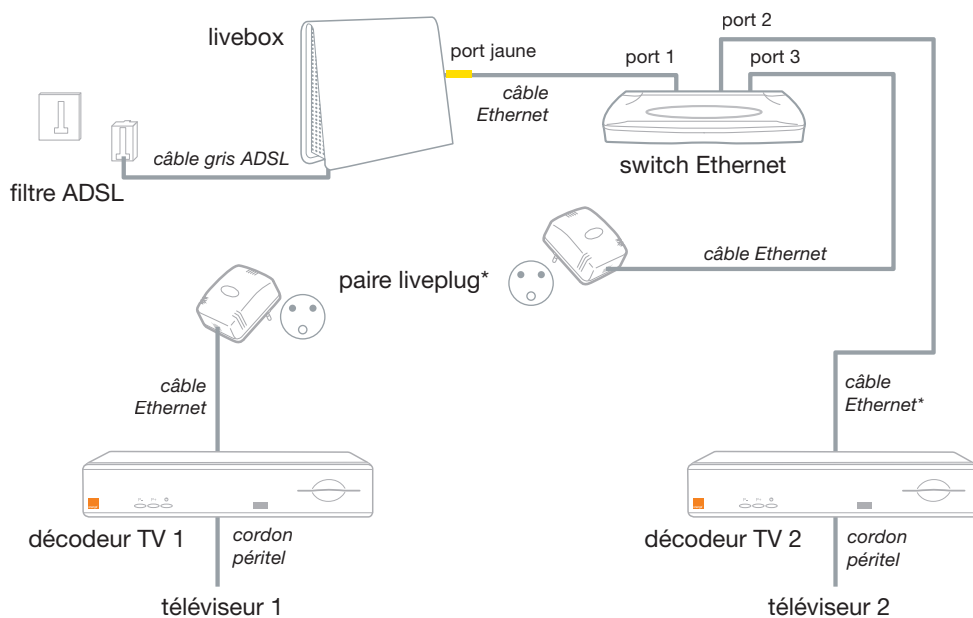 livebox
port jaune
câble
Ethernet
port 1
port 2
port 3
switch Ethernet
câble gris ADSL
filtre ADSL
paire liveplug*
câble Ethernet
câble
Ethernet
câble
Ethernet*
décodeur TV 1
cordon
péritel
décodeur TV 2
cordon
péritel
téléviseur 1
téléviseur 2